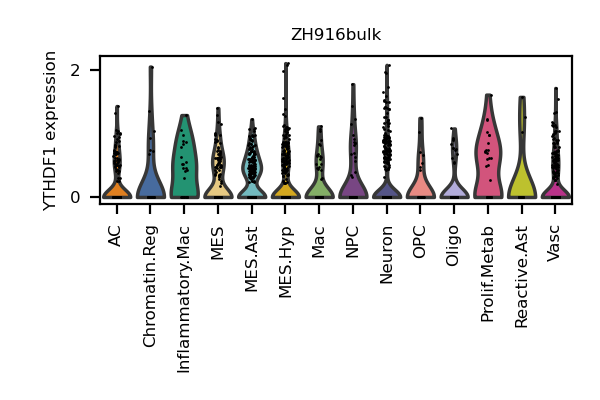 ZH916bulk
YTHDF1 expression
2
0
AC
Chromatin.Reg
Inflammatory.Mac
MES
MES.Ast
MES.Hyp
Mac
NPC
Neuron
OPC
Oligo
Prolif.Metab
Reactive.Ast
Vasc